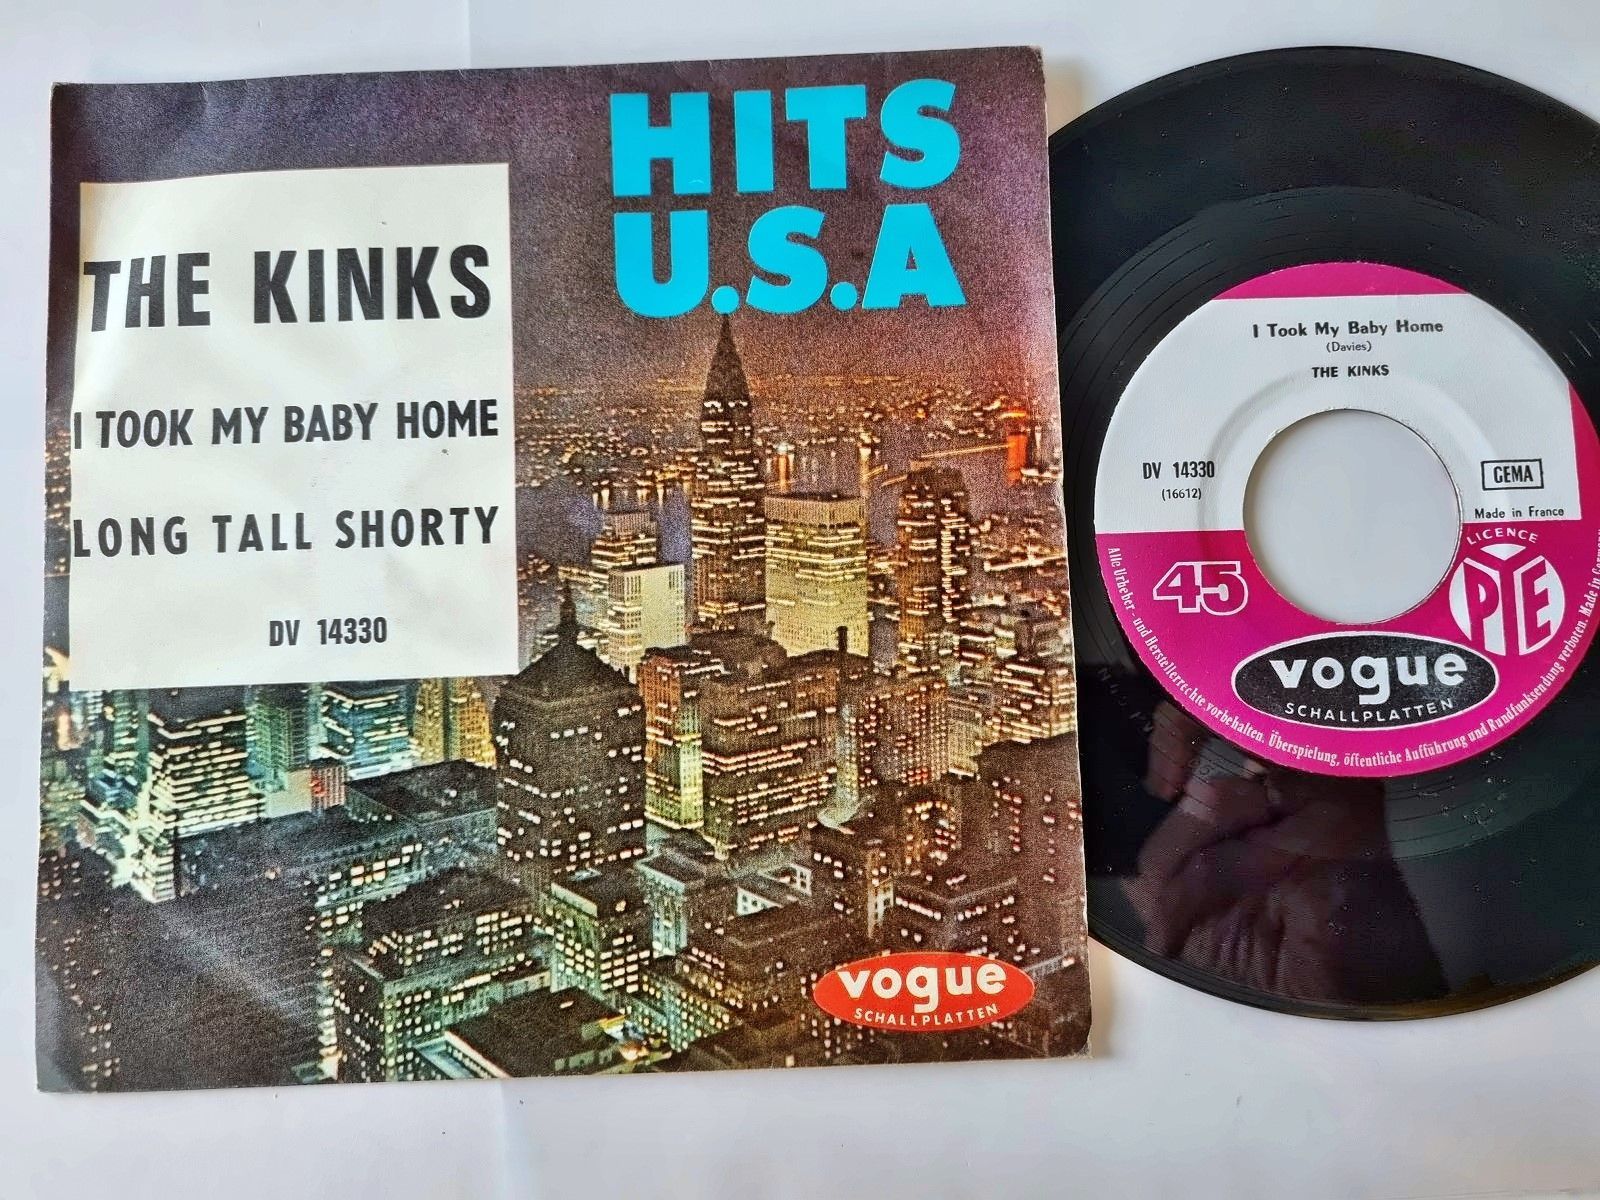 HITS
U.S.A
THE KINKS
I TOOK MY BABY HOME
LONG TALL SHORTY
DV 14330
vogue
SCHALLPLATTEN
I Took My Baby Home
(Davies)
THE KINKS
DV 14330
(16612)
GEMA
Made in France
LICENCE
PYE
45
vogue
SCHALLPLATTEN
Alle Urheber- und Herstellerrechte vorbehalten. Überspielung, öffentliche Aufführung und Rundfunksendung verboten. Made in